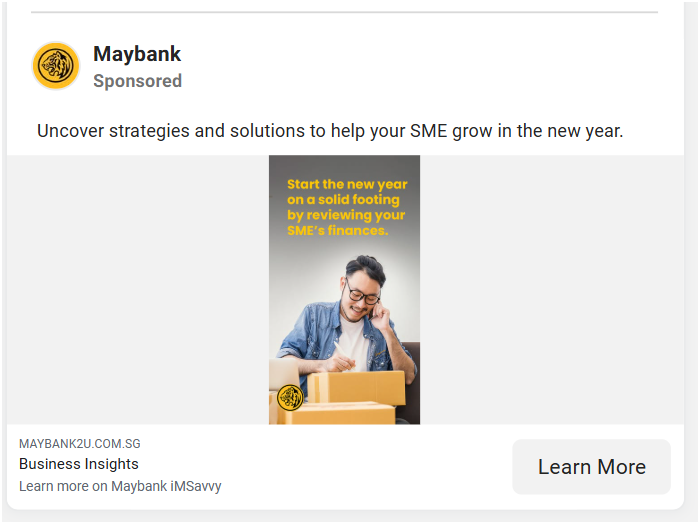 Maybank
Sponsored
Uncover strategies and solutions to help your SME grow in the new year.
Start the new year
on a solid footing
by reviewing your
SME's finances.
MAYBANK2U.COM.SG
Business Insights
Learn more on Maybank iMSavvy
Learn More